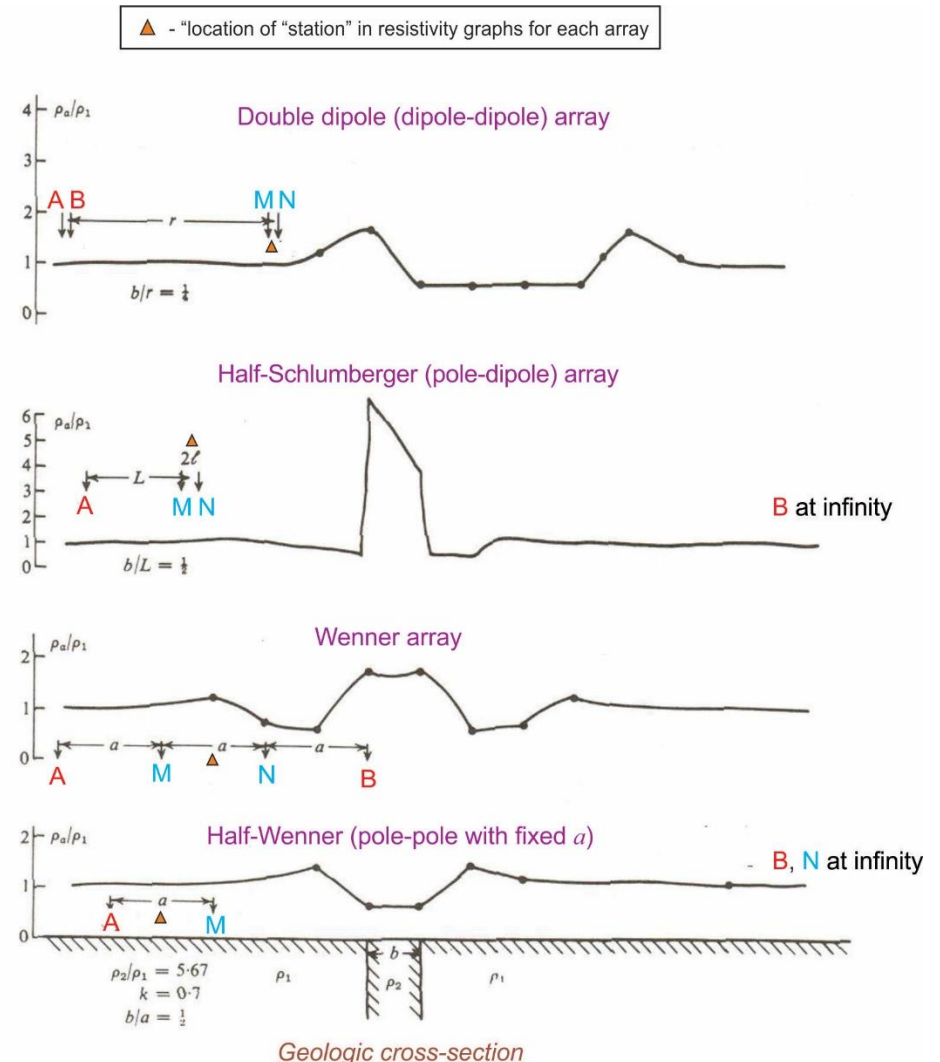 - "location of "station" in resistivity graphs for each array
Double dipole (dipole-dipole) array
ρₐ/ρ₁
4
3
2
1
0
A B
M N
r
b/r = ¼
Half-Schlumberger (pole-dipole) array
ρₐ/ρ₁
6
5
4
3
2
1
0
L
2ℓ
A
M N
B at infinity
b/L = ½
Wenner array
ρₐ/ρ₁
2
1
0
a
a
a
A
M
N
B
Half-Wenner (pole-pole with fixed a)
ρₐ/ρ₁
2
1
0
B, N at infinity
a
A
M
b
ρ₂/ρ₁ = 5·67
k = 0·7
b/a = ½
ρ₁
ρ₂
ρ₁
Geologic cross-section